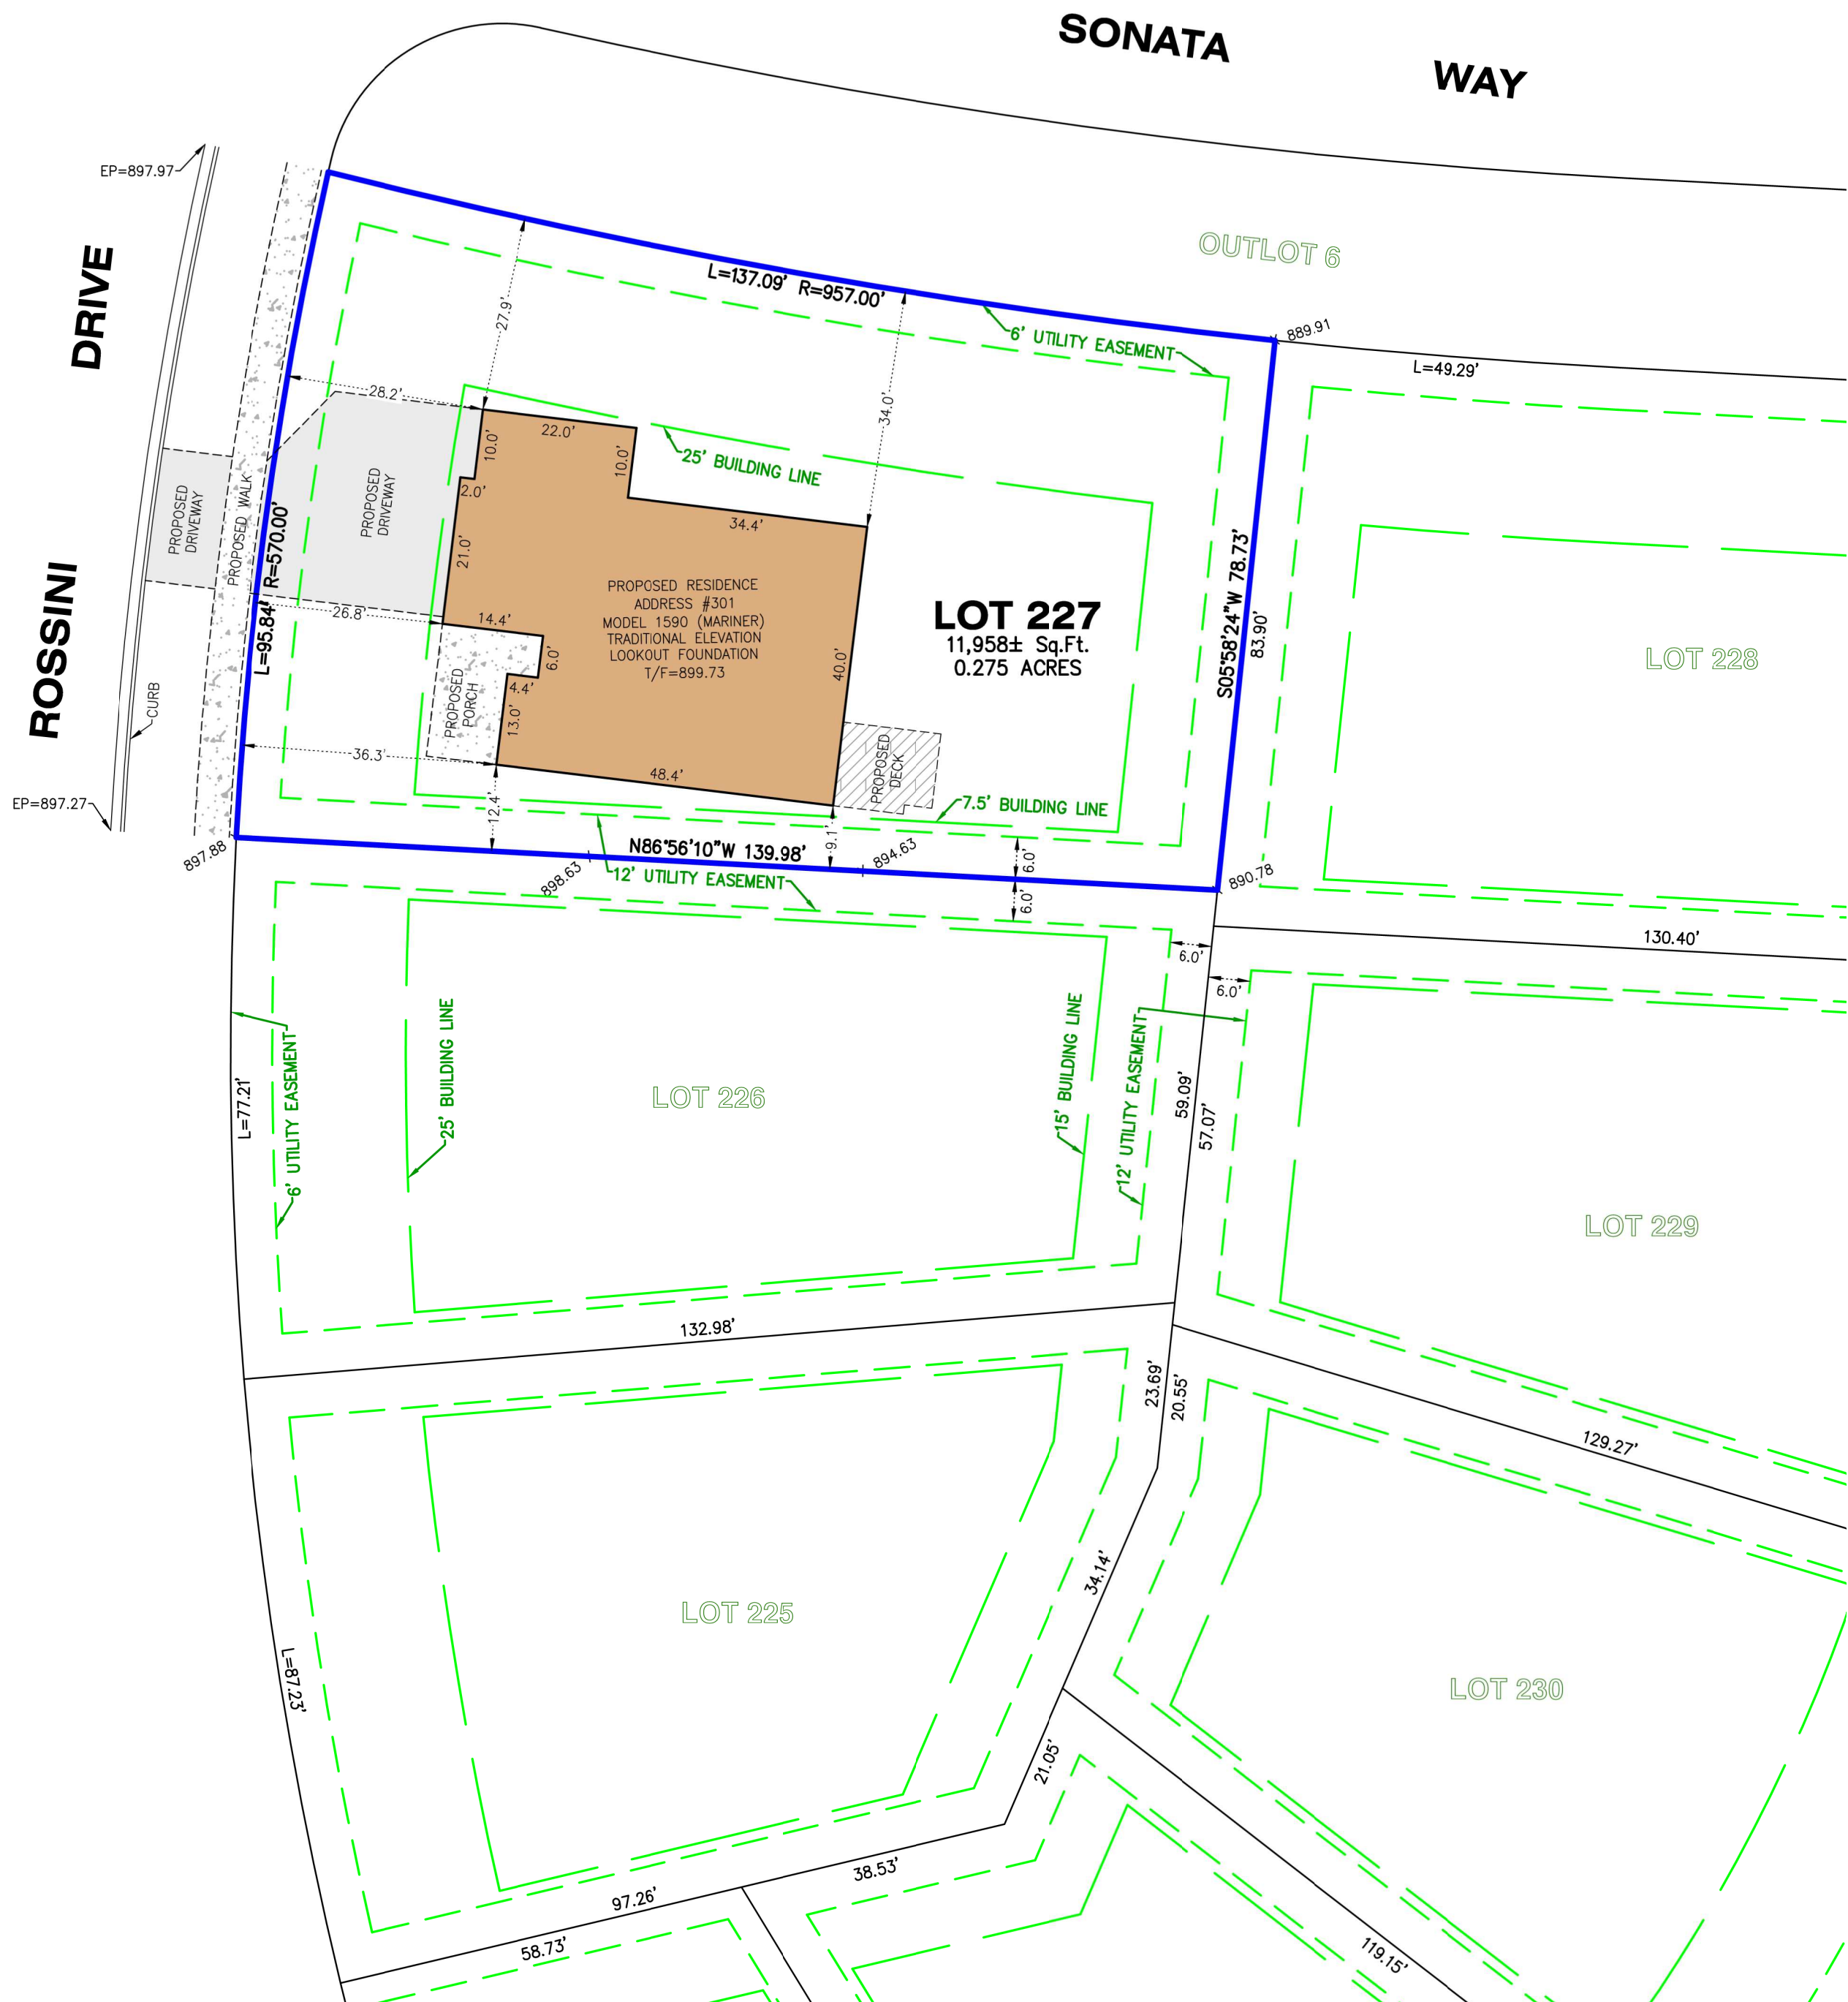 SONATA WAY
EP=897.97
ROSSINI DRIVE
OUTLOT 6
L=137.09' R=957.00'
27.9'
6' UTILITY EASEMENT
889.91
L=49.29'
34.0'
28.2'
22.0'
10.0'
10.0'
25' BUILDING LINE
2.0'
34.4'
PROPOSED
DRIVEWAY
PROPOSED WALK
PROPOSED
DRIVEWAY
L=95.84' R=570.00'
21.0'
PROPOSED RESIDENCE
ADDRESS #301
MODEL 1590 (MARINER)
TRADITIONAL ELEVATION
LOOKOUT FOUNDATION
T/F=899.73
LOT 227
11,958± Sq.Ft.
0.275 ACRES
S05°58'24"W 78.73'
83.90'
LOT 228
26.8'
14.4'
6.0'
4.4'
13.0'
PROPOSED
PORCH
40.0'
CURB
36.3'
48.4'
PROPOSED
DECK
EP=897.27
12.4'
9.1'
7.5' BUILDING LINE
897.88
N86°56'10"W 139.98'
898.63
894.63
12' UTILITY EASEMENT
6.0'
6.0'
890.78
130.40'
6.0'
6.0'
6' UTILITY EASEMENT
25' BUILDING LINE
LOT 226
15' BUILDING LINE
12' UTILITY EASEMENT
L=77.21'
59.09'
57.07'
LOT 229
132.98'
23.69'
20.55'
129.27'
34.14'
LOT 225
L=87.23'
LOT 230
21.05'
38.53'
97.26'
58.73'
119.15'